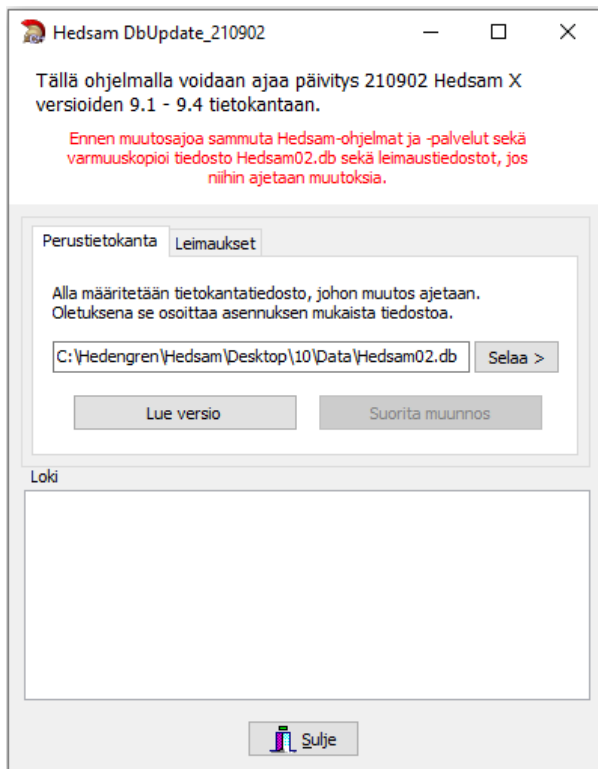 Hedsam DbUpdate_210902
Tällä ohjelmalla voidaan ajaa päivitys 210902 Hedsam X
versioiden 9.1 - 9.4 tietokantaan.
Ennen muutosajoa sammuta Hedsam-ohjelmat ja -palvelut sekä
varmuuskopioi tiedosto Hedsam02.db sekä leimaustiedostot, jos
niihin ajetaan muutoksia.
Perustietokanta
Leimaukset
Alla määritetään tietokantatiedosto, johon muutos ajetaan.
Oletuksena se osoittaa asennuksen mukaista tiedostoa.
C:\Hedengren\Hedsam\Desktop\10\Data\Hedsam02.db
Selaa >
Lue versio
Suorita muunnos
Loki
Sulje